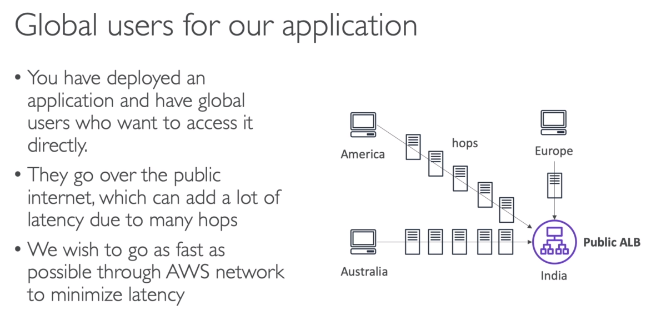 Global users for our application
• You have deployed an
application and have global
users who want to access it
directly.
• They go over the public
internet, which can add a lot of
latency due to many hops
• We wish to go as fast as
possible through AWS network
to minimize latency
hops
America
Europe
Public ALB
Australia
India